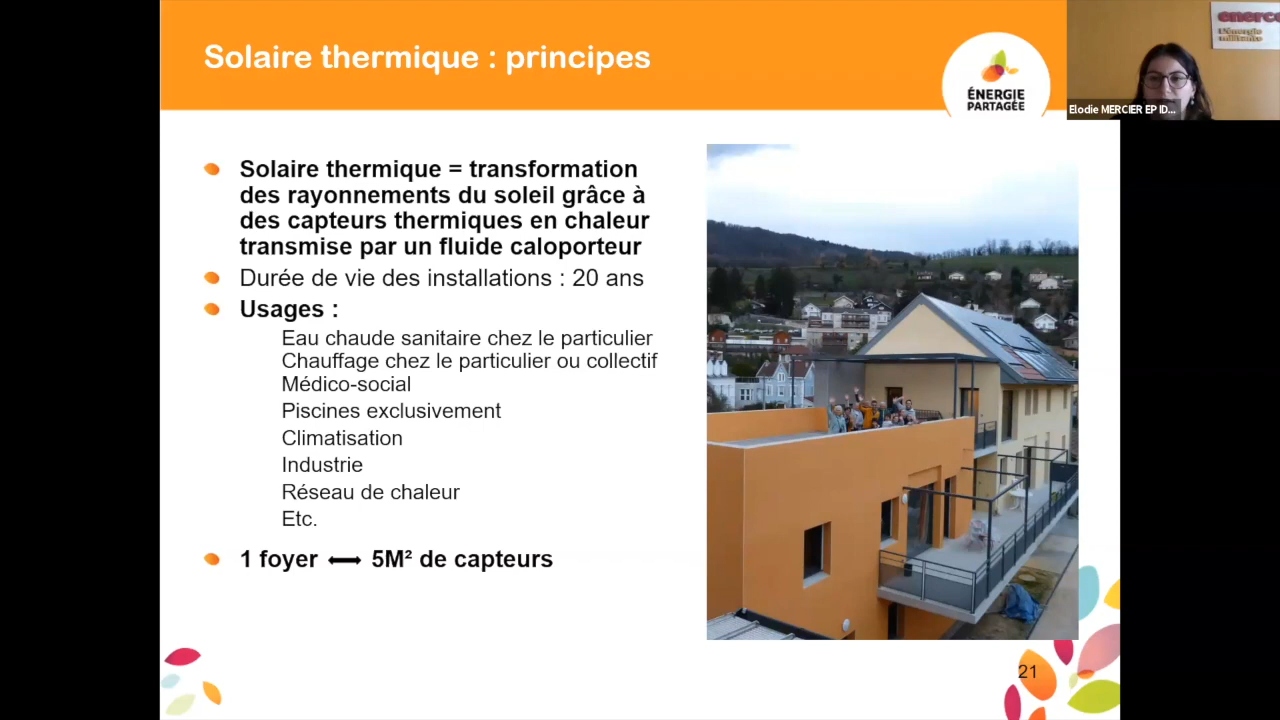 Solaire thermique : principes
ÉNERGIE
PARTAGÉE
L'énergie
militante
Elodie MERCIER EP ID...
Solaire thermique = transformation
des rayonnements du soleil grâce à
des capteurs thermiques en chaleur
transmise par un fluide caloporteur
Durée de vie des installations : 20 ans
Usages :
Eau chaude sanitaire chez le particulier
Chauffage chez le particulier ou collectif
Médico-social
Piscines exclusivement
Climatisation
Industrie
Réseau de chaleur
Etc.
1 foyer ⟷ 5M² de capteurs
21